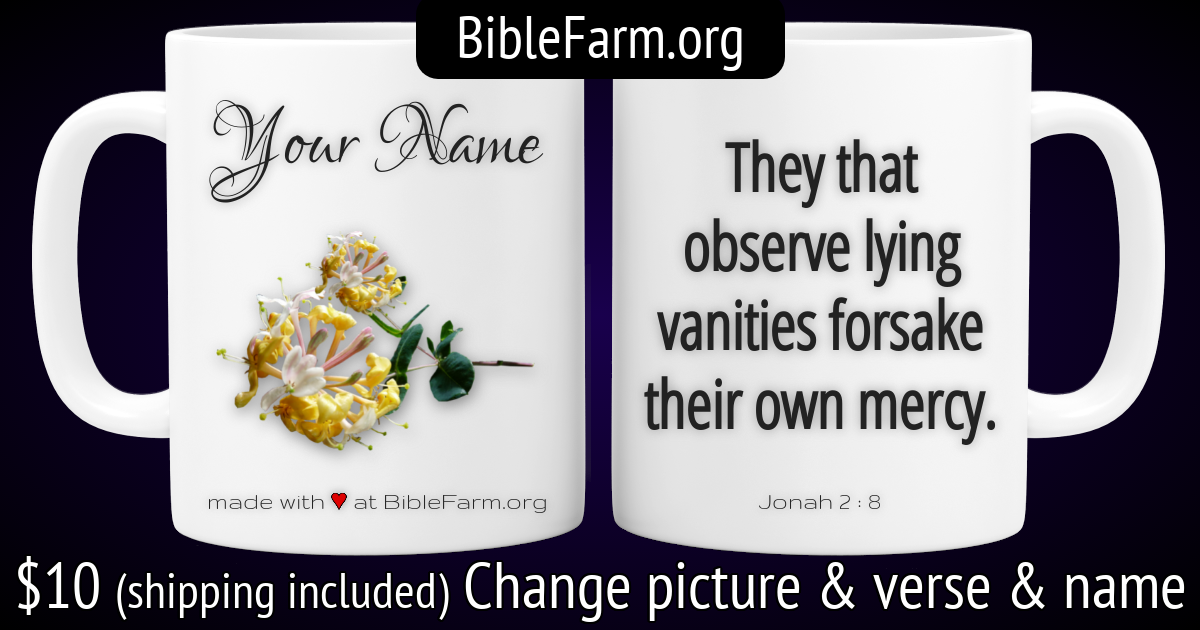 BibleFarm.org
Your Name
made with ♥ at BibleFarm.org
They that
observe lying
vanities forsake
their own mercy.
Jonah 2 : 8
$10 (shipping included) Change picture & verse & name